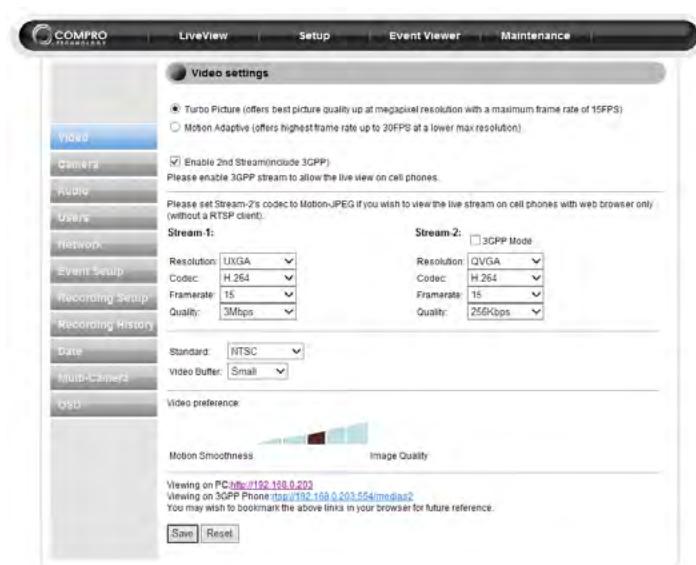 COMPRO
TECHNOLOGY
LiveView Setup Event Viewer Maintenance
Video settings
Turbo Picture (offers best picture quality up at megapixel resolution with a maximum frame rate of 15FPS)
Motion Adaptive (offers highest frame rate up to 30FPS at a lower max resolution)
Video
Camera
Audio
Users
Network
Event Setup
Recording Setup
Recording History
Date
Multi-Camera
OSD
Enable 2nd Stream(include 3GPP)
Please enable 3GPP stream to allow the live view on cell phones.
Please set Stream-2's codec to Motion-JPEG if you wish to view the live stream on cell phones with web browser only
(without a RTSP client).
Stream-1: Stream-2: 3GPP Mode
Resolution: UXGA Resolution: QVGA
Codec: H.264 Codec: H.264
Framerate: 15 Framerate: 15
Quality: 3Mbps Quality: 256Kbps
Standard: NTSC
Video Buffer: Small
Video preference:
Motion Smoothness Image Quality
Viewing on PC:http://192.168.0.203
Viewing on 3GPP Phone:rtsp://192.168.0.203:554/medias2
You may wish to bookmark the above links in your browser for future reference.
Save Reset